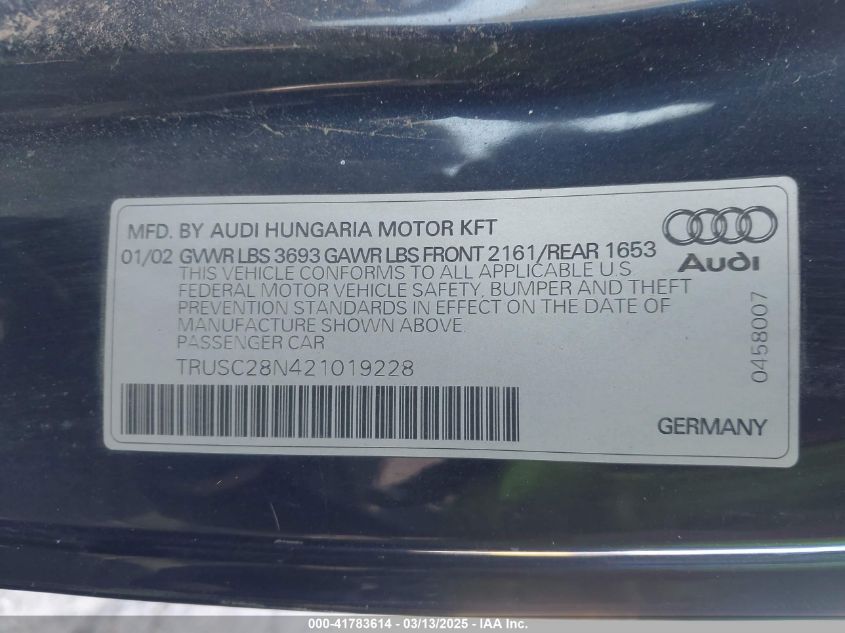 MFD. BY AUDI HUNGARIA MOTOR KFT
01/02 GVWR LBS 3693 GAWR LBS FRONT 2161/REAR 1653
THIS VEHICLE CONFORMS TO ALL APPLICABLE U.S.
FEDERAL MOTOR VEHICLE SAFETY, BUMPER AND THEFT
PREVENTION STANDARDS IN EFFECT ON THE DATE OF
MANUFACTURE SHOWN ABOVE.
PASSENGER CAR
TRUSC28N421019228
Audi
0458007
GERMANY
000-41783614 - 03/13/2025 - IAA Inc.